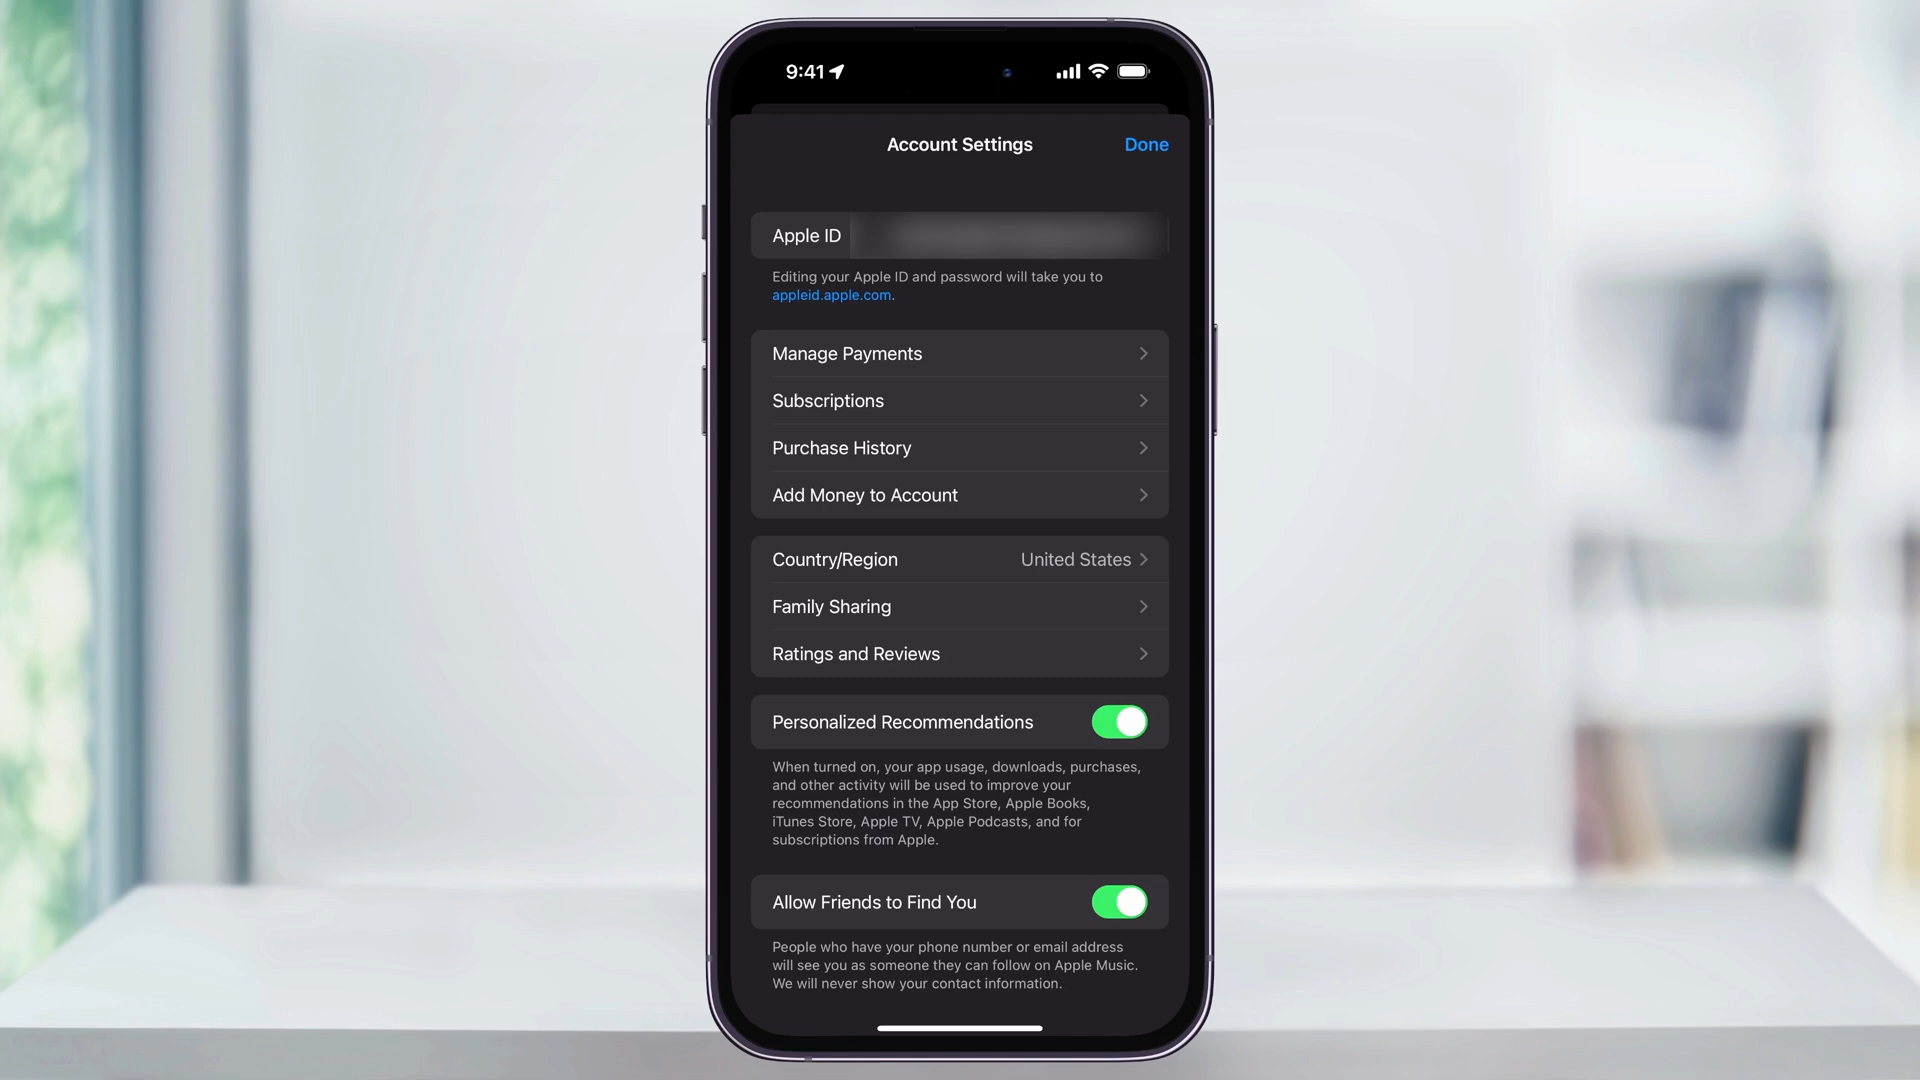 9:41
Account Settings
Done
Apple ID
Editing your Apple ID and password will take you to
appleid.apple.com.
Manage Payments
Subscriptions
Purchase History
Add Money to Account
Country/Region United States
Family Sharing
Ratings and Reviews
Personalized Recommendations
When turned on, your app usage, downloads, purchases,
and other activity will be used to improve your
recommendations in the App Store, Apple Books,
iTunes Store, Apple TV, Apple Podcasts, and for
subscriptions from Apple.
Allow Friends to Find You
People who have your phone number or email address
will see you as someone they can follow on Apple Music.
We will never show your contact information.